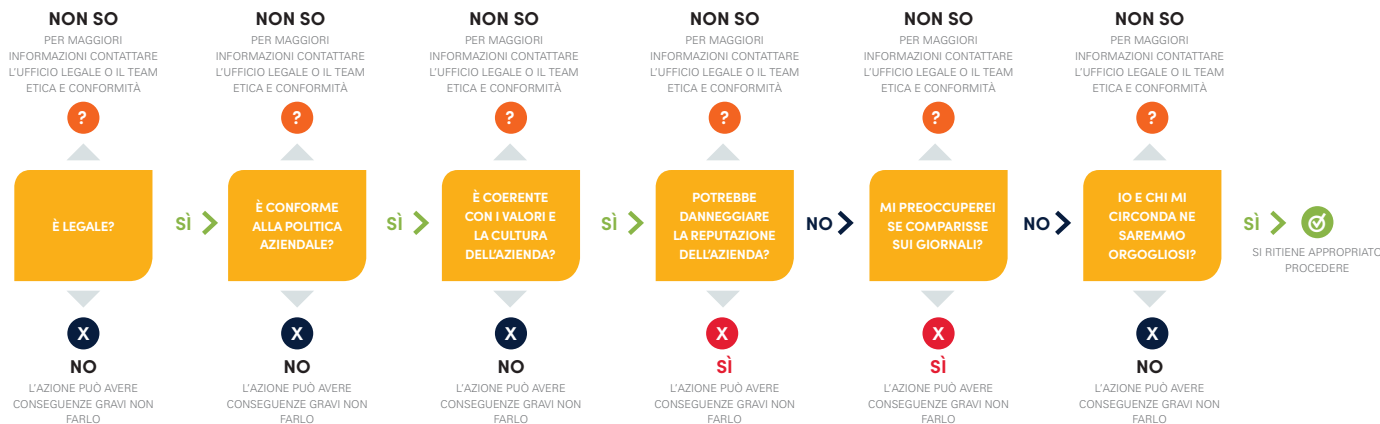 NON SO
PER MAGGIORI
INFORMAZIONI CONTATTARE
L'UFFICIO LEGALE O IL TEAM
ETICA E CONFORMITÀ
?
NON SO
PER MAGGIORI
INFORMAZIONI CONTATTARE
L'UFFICIO LEGALE O IL TEAM
ETICA E CONFORMITÀ
?
NON SO
PER MAGGIORI
INFORMAZIONI CONTATTARE
L'UFFICIO LEGALE O IL TEAM
ETICA E CONFORMITÀ
?
NON SO
PER MAGGIORI
INFORMAZIONI CONTATTARE
L'UFFICIO LEGALE O IL TEAM
ETICA E CONFORMITÀ
?
NON SO
PER MAGGIORI
INFORMAZIONI CONTATTARE
L'UFFICIO LEGALE O IL TEAM
ETICA E CONFORMITÀ
?
NON SO
PER MAGGIORI
INFORMAZIONI CONTATTARE
L'UFFICIO LEGALE O IL TEAM
ETICA E CONFORMITÀ
?
È LEGALE?
SÌ
È CONFORME
ALLA POLITICA
AZIENDALE?
SÌ
È COERENTE
CON I VALORI E
LA CULTURA
DELL'AZIENDA?
SÌ
POTREBBE
DANNEGGIARE
LA REPUTAZIONE
DELL'AZIENDA?
NO
MI PREOCCUPEREI
SE COMPARISSE
SUI GIORNALI?
NO
IO E CHI MI
CIRCONDA NE
SAREMMO
ORGOGLIOSI?
SÌ
SI RITIENE APPROPRIATO
PROCEDERE
X
NO
L'AZIONE PUÒ AVERE
CONSEGUENZE GRAVI NON
FARLO
X
NO
L'AZIONE PUÒ AVERE
CONSEGUENZE GRAVI NON
FARLO
X
NO
L'AZIONE PUÒ AVERE
CONSEGUENZE GRAVI NON
FARLO
X
SÌ
L'AZIONE PUÒ AVERE
CONSEGUENZE GRAVI NON
FARLO
X
SÌ
L'AZIONE PUÒ AVERE
CONSEGUENZE GRAVI NON
FARLO
X
NO
L'AZIONE PUÒ AVERE
CONSEGUENZE GRAVI NON
FARLO